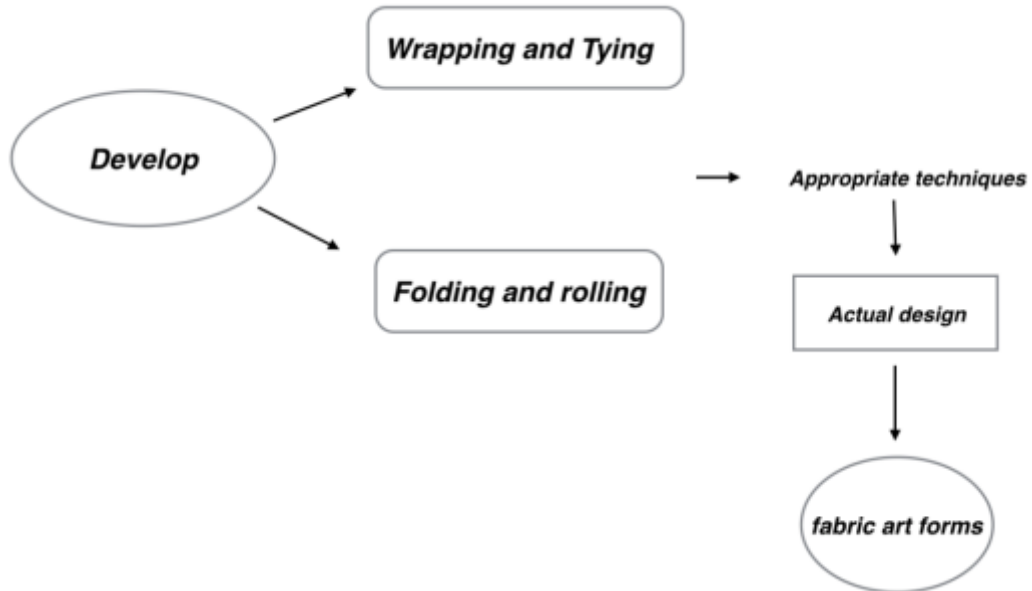 Wrapping and Tying
Develop
Appropriate techniques
Folding and rolling
Actual design
fabric art forms